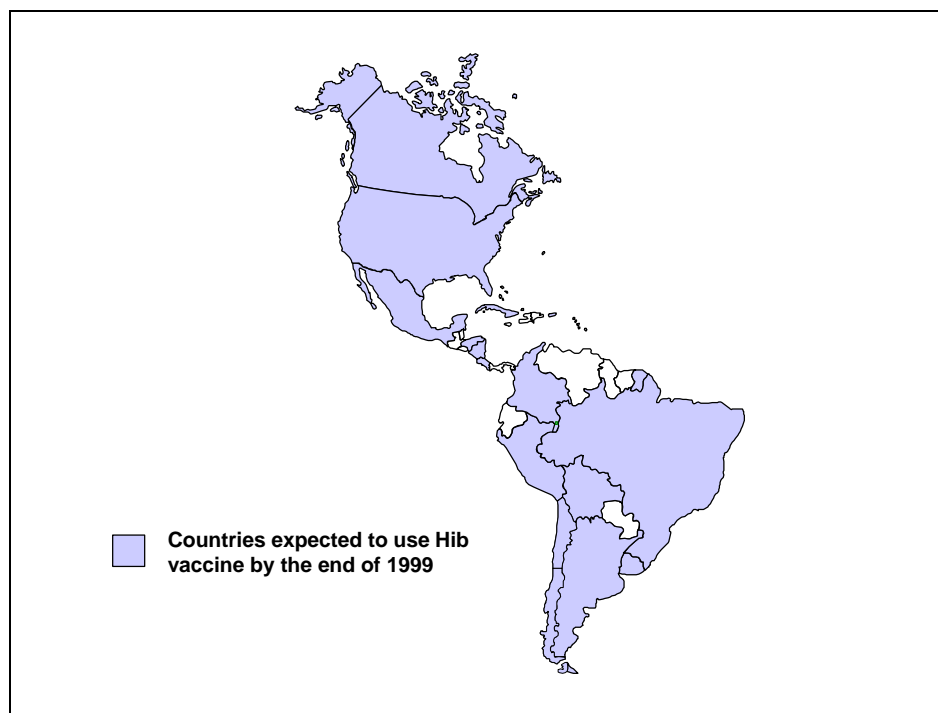 Countries expected to use Hib
vaccine by the end of 1999